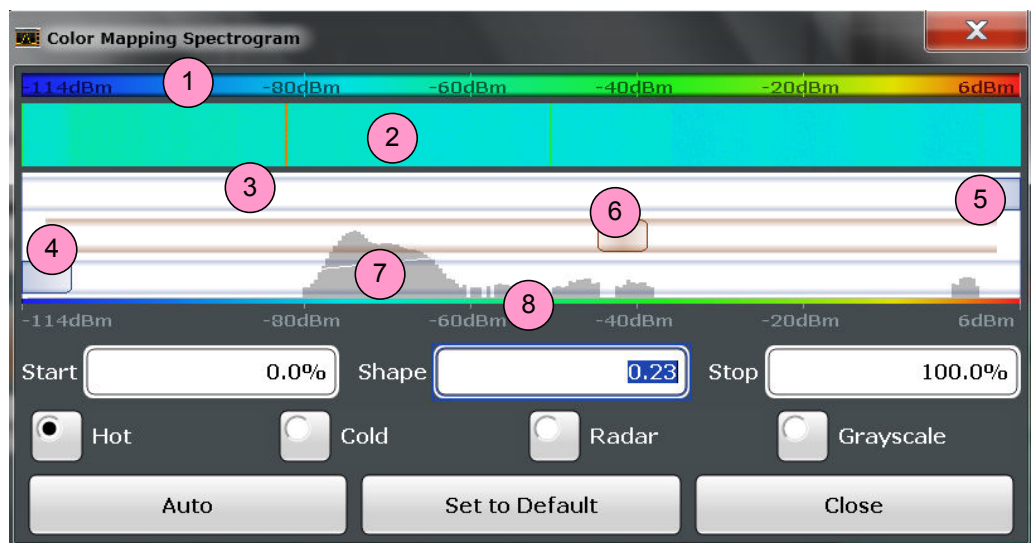 Color Mapping Spectrogram
X
-114dBm 1 -80dBm -60dBm -40dBm -20dBm 6dBm
2
3
5
6
4
7
8
-114dBm -80dBm -60dBm -40dBm -20dBm 6dBm
Start 0.0% Shape 0.23 Stop 100.0%
Hot Cold Radar Grayscale
Auto Set to Default Close